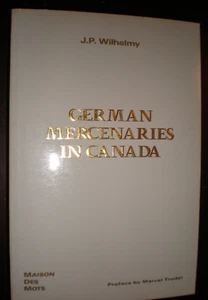 J.P. Wilhelmy
GERMAN
MERCENARIES
IN CANADA
MAISON
DES
MOTS
Preface by Marcel Trudel